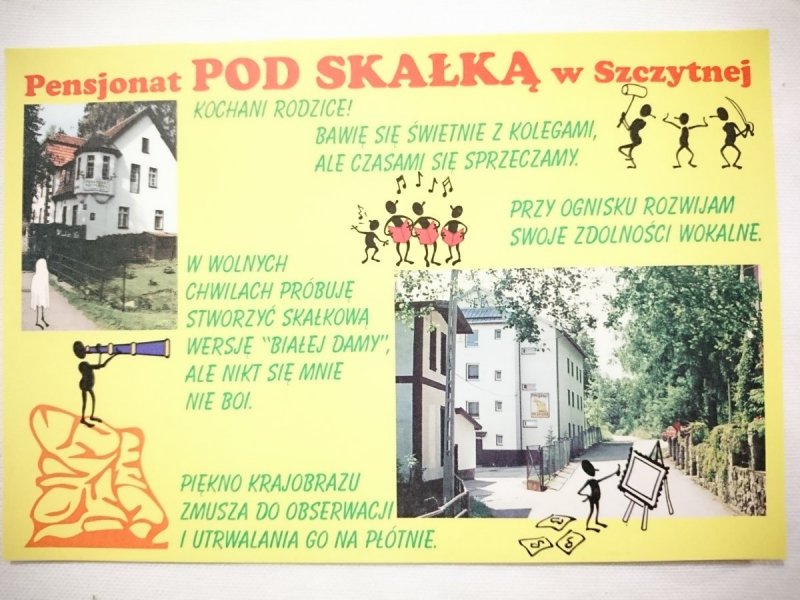 Pensjonat POD SKAŁKĄ w Szczytnej
KOCHANI RODZICE!
BAWIĘ SIĘ ŚWIETNIE Z KOLEGAMI,
ALE CZASAMI SIĘ SPRZECZAMY.
PRZY OGNISKU ROZWIJAM
SWOJE ZDOLNOŚCI WOKALNE.
W WOLNYCH
CHWILACH PRÓBUJĘ
STWORZYĆ SKAŁKOWĄ
WERSJĘ "BIAŁEJ DAMY",
ALE NIKT SIĘ MNIE
NIE BOI.
PIĘKNO KRAJOBRAZU
ZMUSZA DO OBSERWACJI
I UTRWALANIA GO NA PŁÓTNIE.